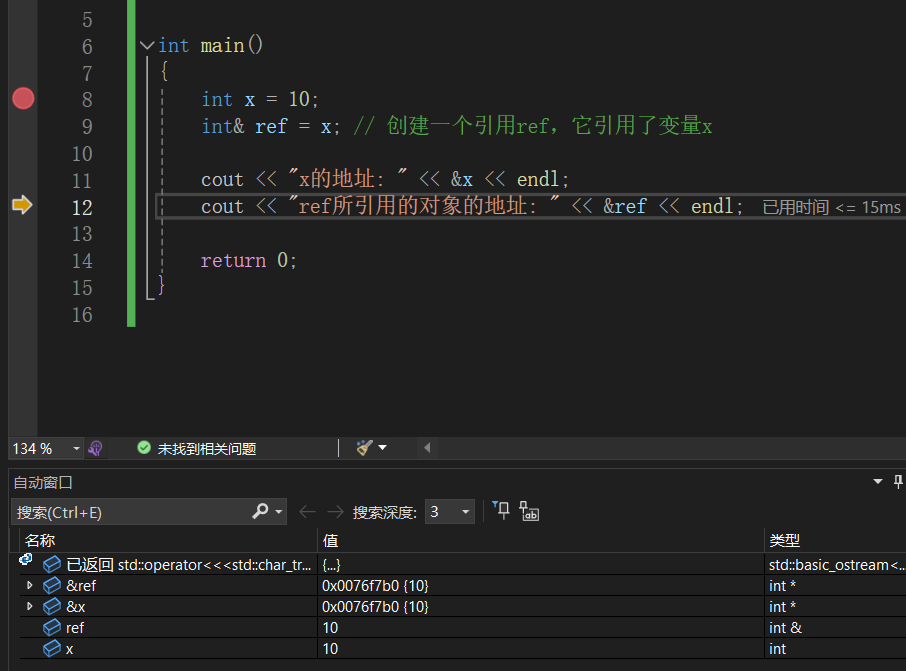 5
6 int main()
7 {
8 int x = 10;
9 int& ref = x; // 创建一个引用ref，它引用了变量x
10
11 cout << "x的地址: " << &x << endl;
12 cout << "ref所引用的对象的地址: " << &ref << endl; 已用时间 <= 15ms
13
14 return 0;
15 }
16
134 % 未找到相关问题
自动窗口
搜索(Ctrl+E) 搜索深度: 3
名称 值 类型
已返回 std::operator<<<std::char_tr... {...} std::basic_ostream<...
&ref 0x0076f7b0 {10} int *
&x 0x0076f7b0 {10} int *
ref 10 int &
x 10 int